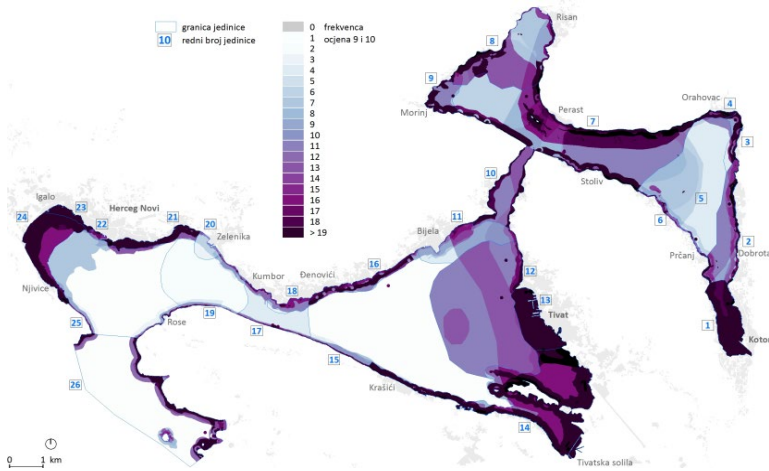 granica jedinice
10 redni broj jedinice
0 frekvenca
1 ocjena 9 i 10
2
3
4
5
6
7
8
9
10
11
12
13
14
15
16
17
18
> 19
Risan
8
9
Morinj
Perast
7
Orahovac
4
3
10
Stoliv
5
6
Prčanj
2
Dobrota
1
Kotor
Igalo
24
23
Herceg Novi
22
21
20
Zelenika
Bijela
11
16
Kumbor
Đenovići
18
12
13
Tivat
Njivice
25
Rose
19
17
15
26
Krašići
14
Tivatska solila
0 1 km